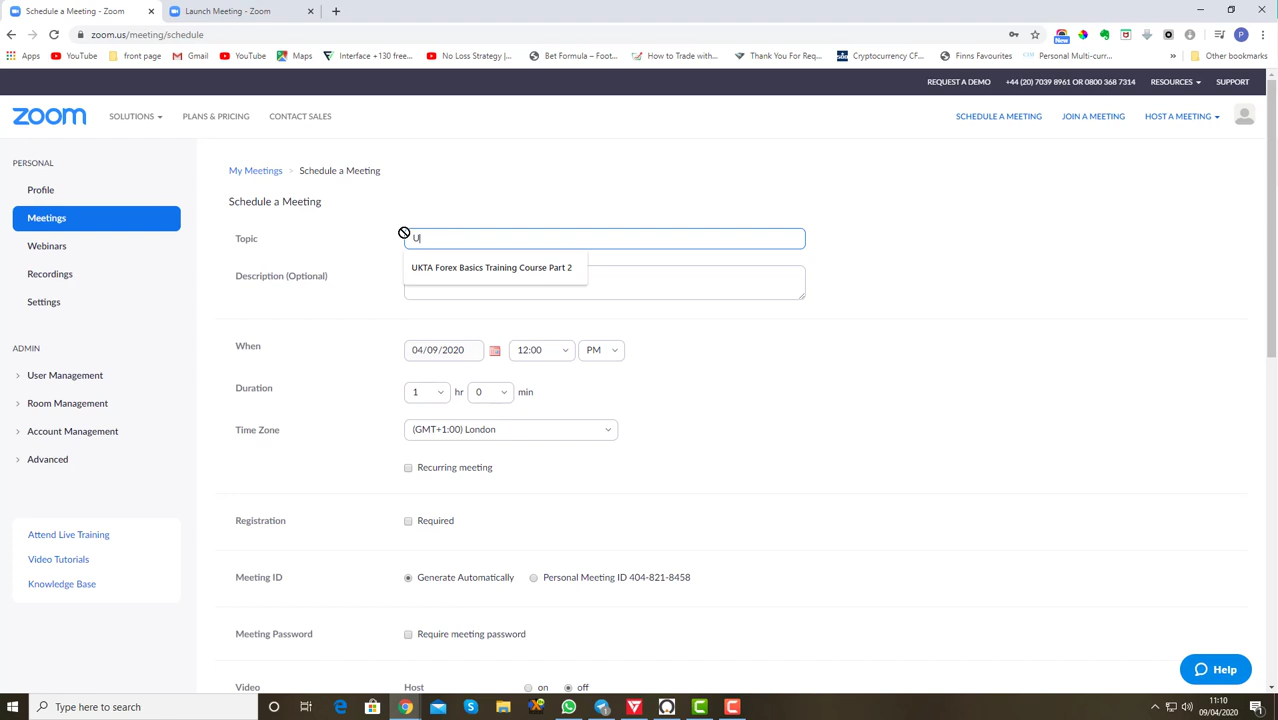 Schedule a Meeting - Zoom
Launch Meeting - Zoom
zoom.us/meeting/schedule
Apps YouTube front page Gmail YouTube Maps Interface +130 free... No Loss Strategy |... Bet Formula – Foot... How to Trade with... Thank You For Req... Cryptocurrency CF... Finns Favourites Personal Multi-curr... » Other bookmarks
REQUEST A DEMO +44 (20) 7039 8961 OR 0800 368 7314 RESOURCES SUPPORT
zoom SOLUTIONS PLANS & PRICING CONTACT SALES SCHEDULE A MEETING JOIN A MEETING HOST A MEETING
PERSONAL
Profile
Meetings
Webinars
Recordings
Settings
ADMIN
User Management
Room Management
Account Management
Advanced
Attend Live Training
Video Tutorials
Knowledge Base
My Meetings > Schedule a Meeting
Schedule a Meeting
Topic U
UKTA Forex Basics Training Course Part 2
Description (Optional)
When 04/09/2020 12:00 PM
Duration 1 hr 0 min
Time Zone (GMT+1:00) London
Recurring meeting
Registration Required
Meeting ID Generate Automatically Personal Meeting ID 404-821-8458
Meeting Password Require meeting password
Video Host on off
Help
Type here to search
11:10
09/04/2020